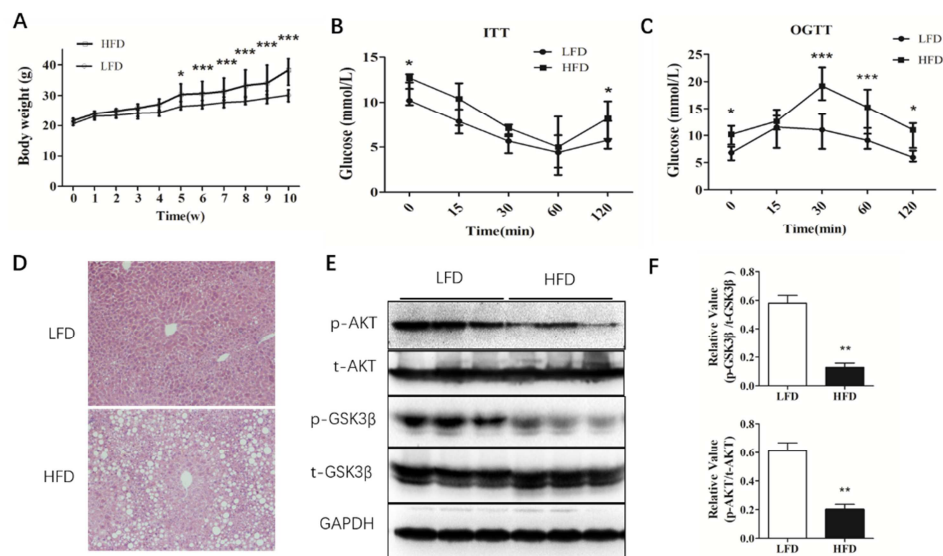 A
HFD
LFD
Body weight (g)
40
30
20
10
0
* *** *** *** *** ***
0 1 2 3 4 5 6 7 8 9 10
Time(w)
B
ITT
LFD
HFD
Glucose (mmol/L)
15
10
5
0
* *
0 15 30 60 120
Time(min)
C
OGTT
LFD
HFD
Glucose (mmol/L)
25
20
15
10
5
0
* *** *** *
0 15 30 60 120
Time(min)
D
LFD
HFD
E
LFD HFD
p-AKT
t-AKT
p-GSK3β
t-GSK3β
GAPDH
F
Relative Value
(p-GSK3β/t-GSK3β)
0.8
0.6
0.4
0.2
0.0
**
LFD HFD
Relative Value
(p-AKT/t-AKT)
0.8
0.6
0.4
0.2
0.0
**
LFD HFD